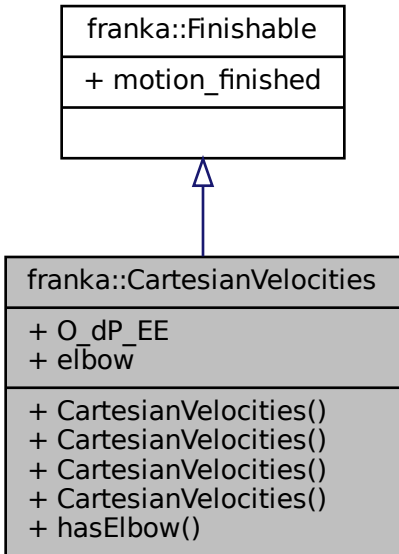 franka::Finishable
+ motion_finished
franka::CartesianVelocities
+ O_dP_EE
+ elbow
+ CartesianVelocities()
+ CartesianVelocities()
+ CartesianVelocities()
+ CartesianVelocities()
+ hasElbow()